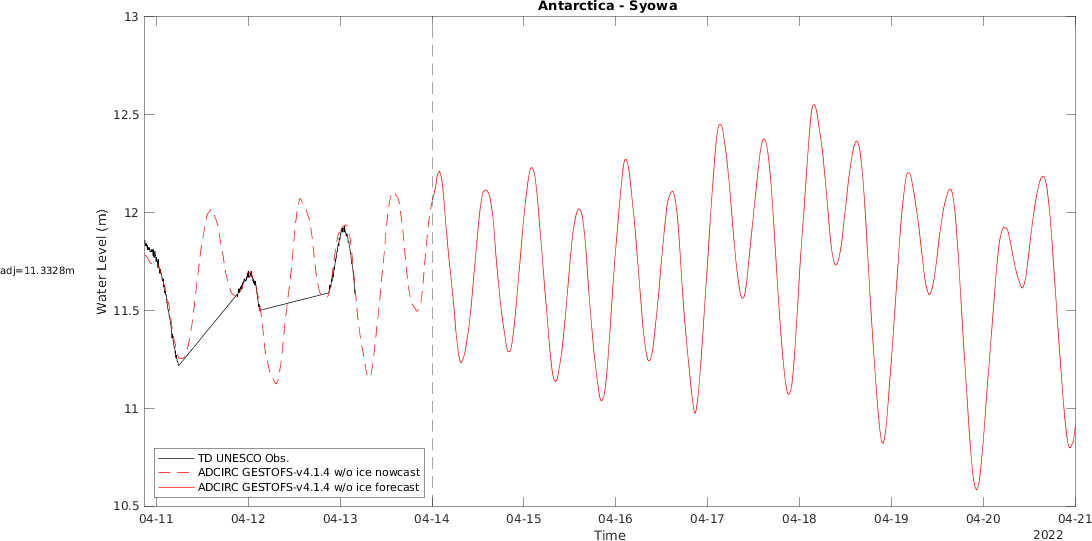 Antarctica - Syowa
13
12.5
12
11.5
11
10.5
Water Level (m)
adj=11.3328m
TD UNESCO Obs.
ADCIRC GESTOFS-v4.1.4 w/o ice nowcast
ADCIRC GESTOFS-v4.1.4 w/o ice forecast
04-11 04-12 04-13 04-14 04-15 04-16 04-17 04-18 04-19 04-20 04-21
Time
2022